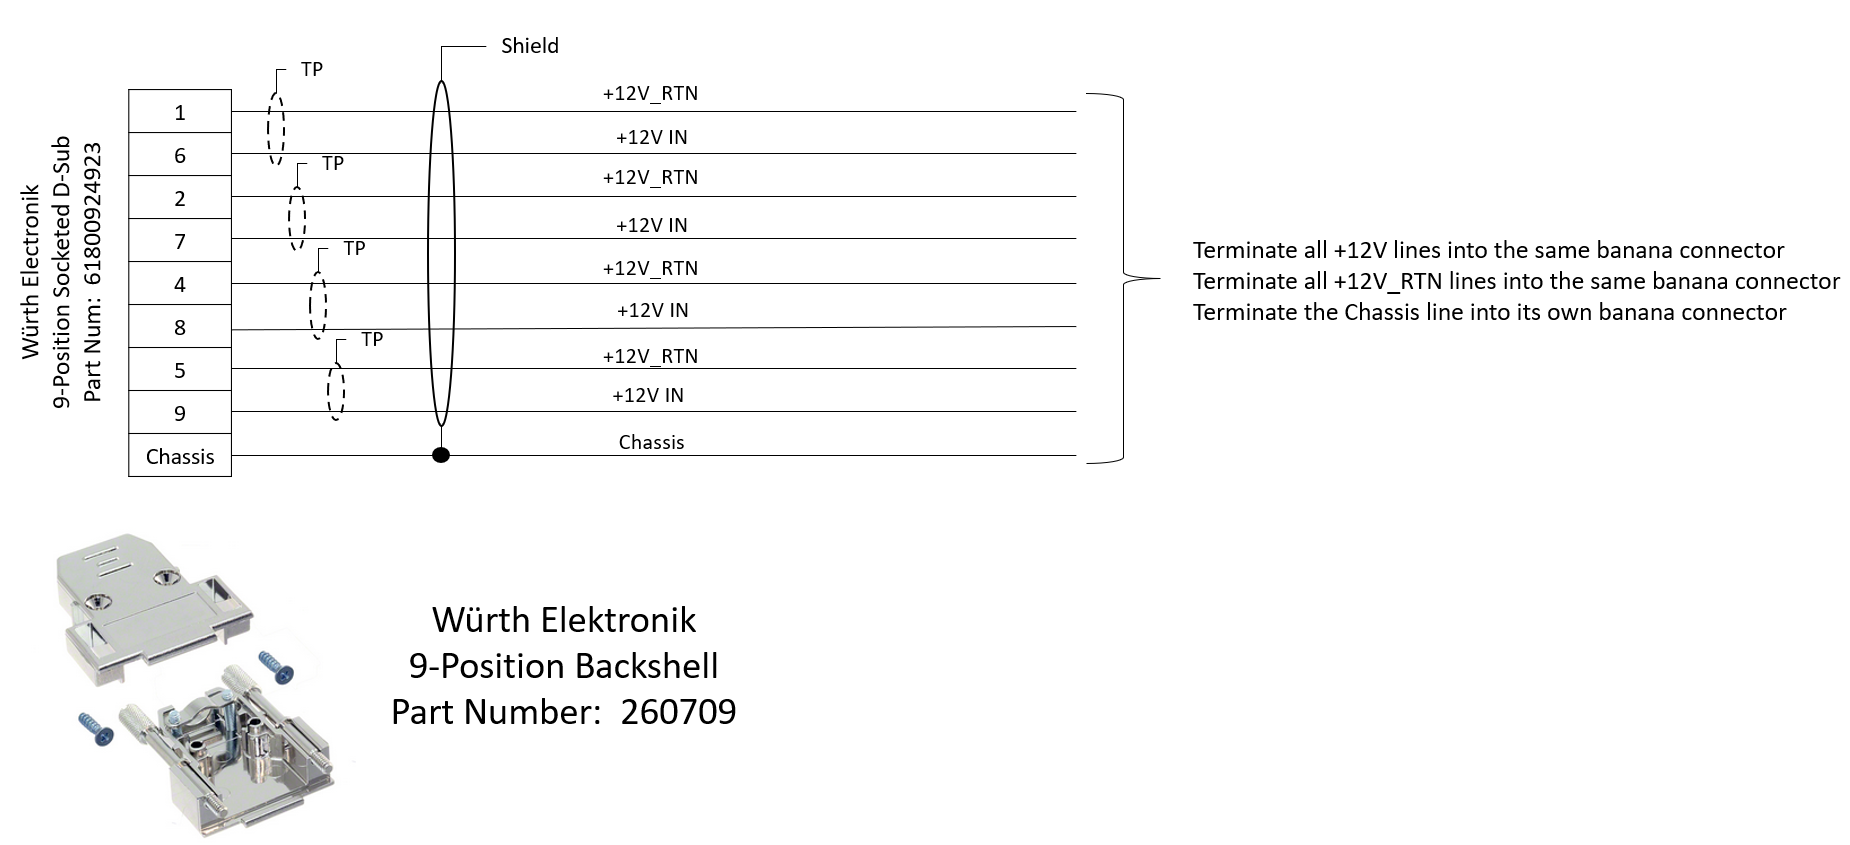 Shield
TP
+12V_RTN
1
+12V IN
6
TP
+12V_RTN
2
+12V IN
7
TP
+12V_RTN
4
+12V IN
8
TP
+12V_RTN
5
+12V IN
9
Chassis
Chassis
Würth Electronik
9-Position Socketed D-Sub
Part Num: 61800924923
Terminate all +12V lines into the same banana connector
Terminate all +12V_RTN lines into the same banana connector
Terminate the Chassis line into its own banana connector
Würth Elektronik
9-Position Backshell
Part Number: 260709